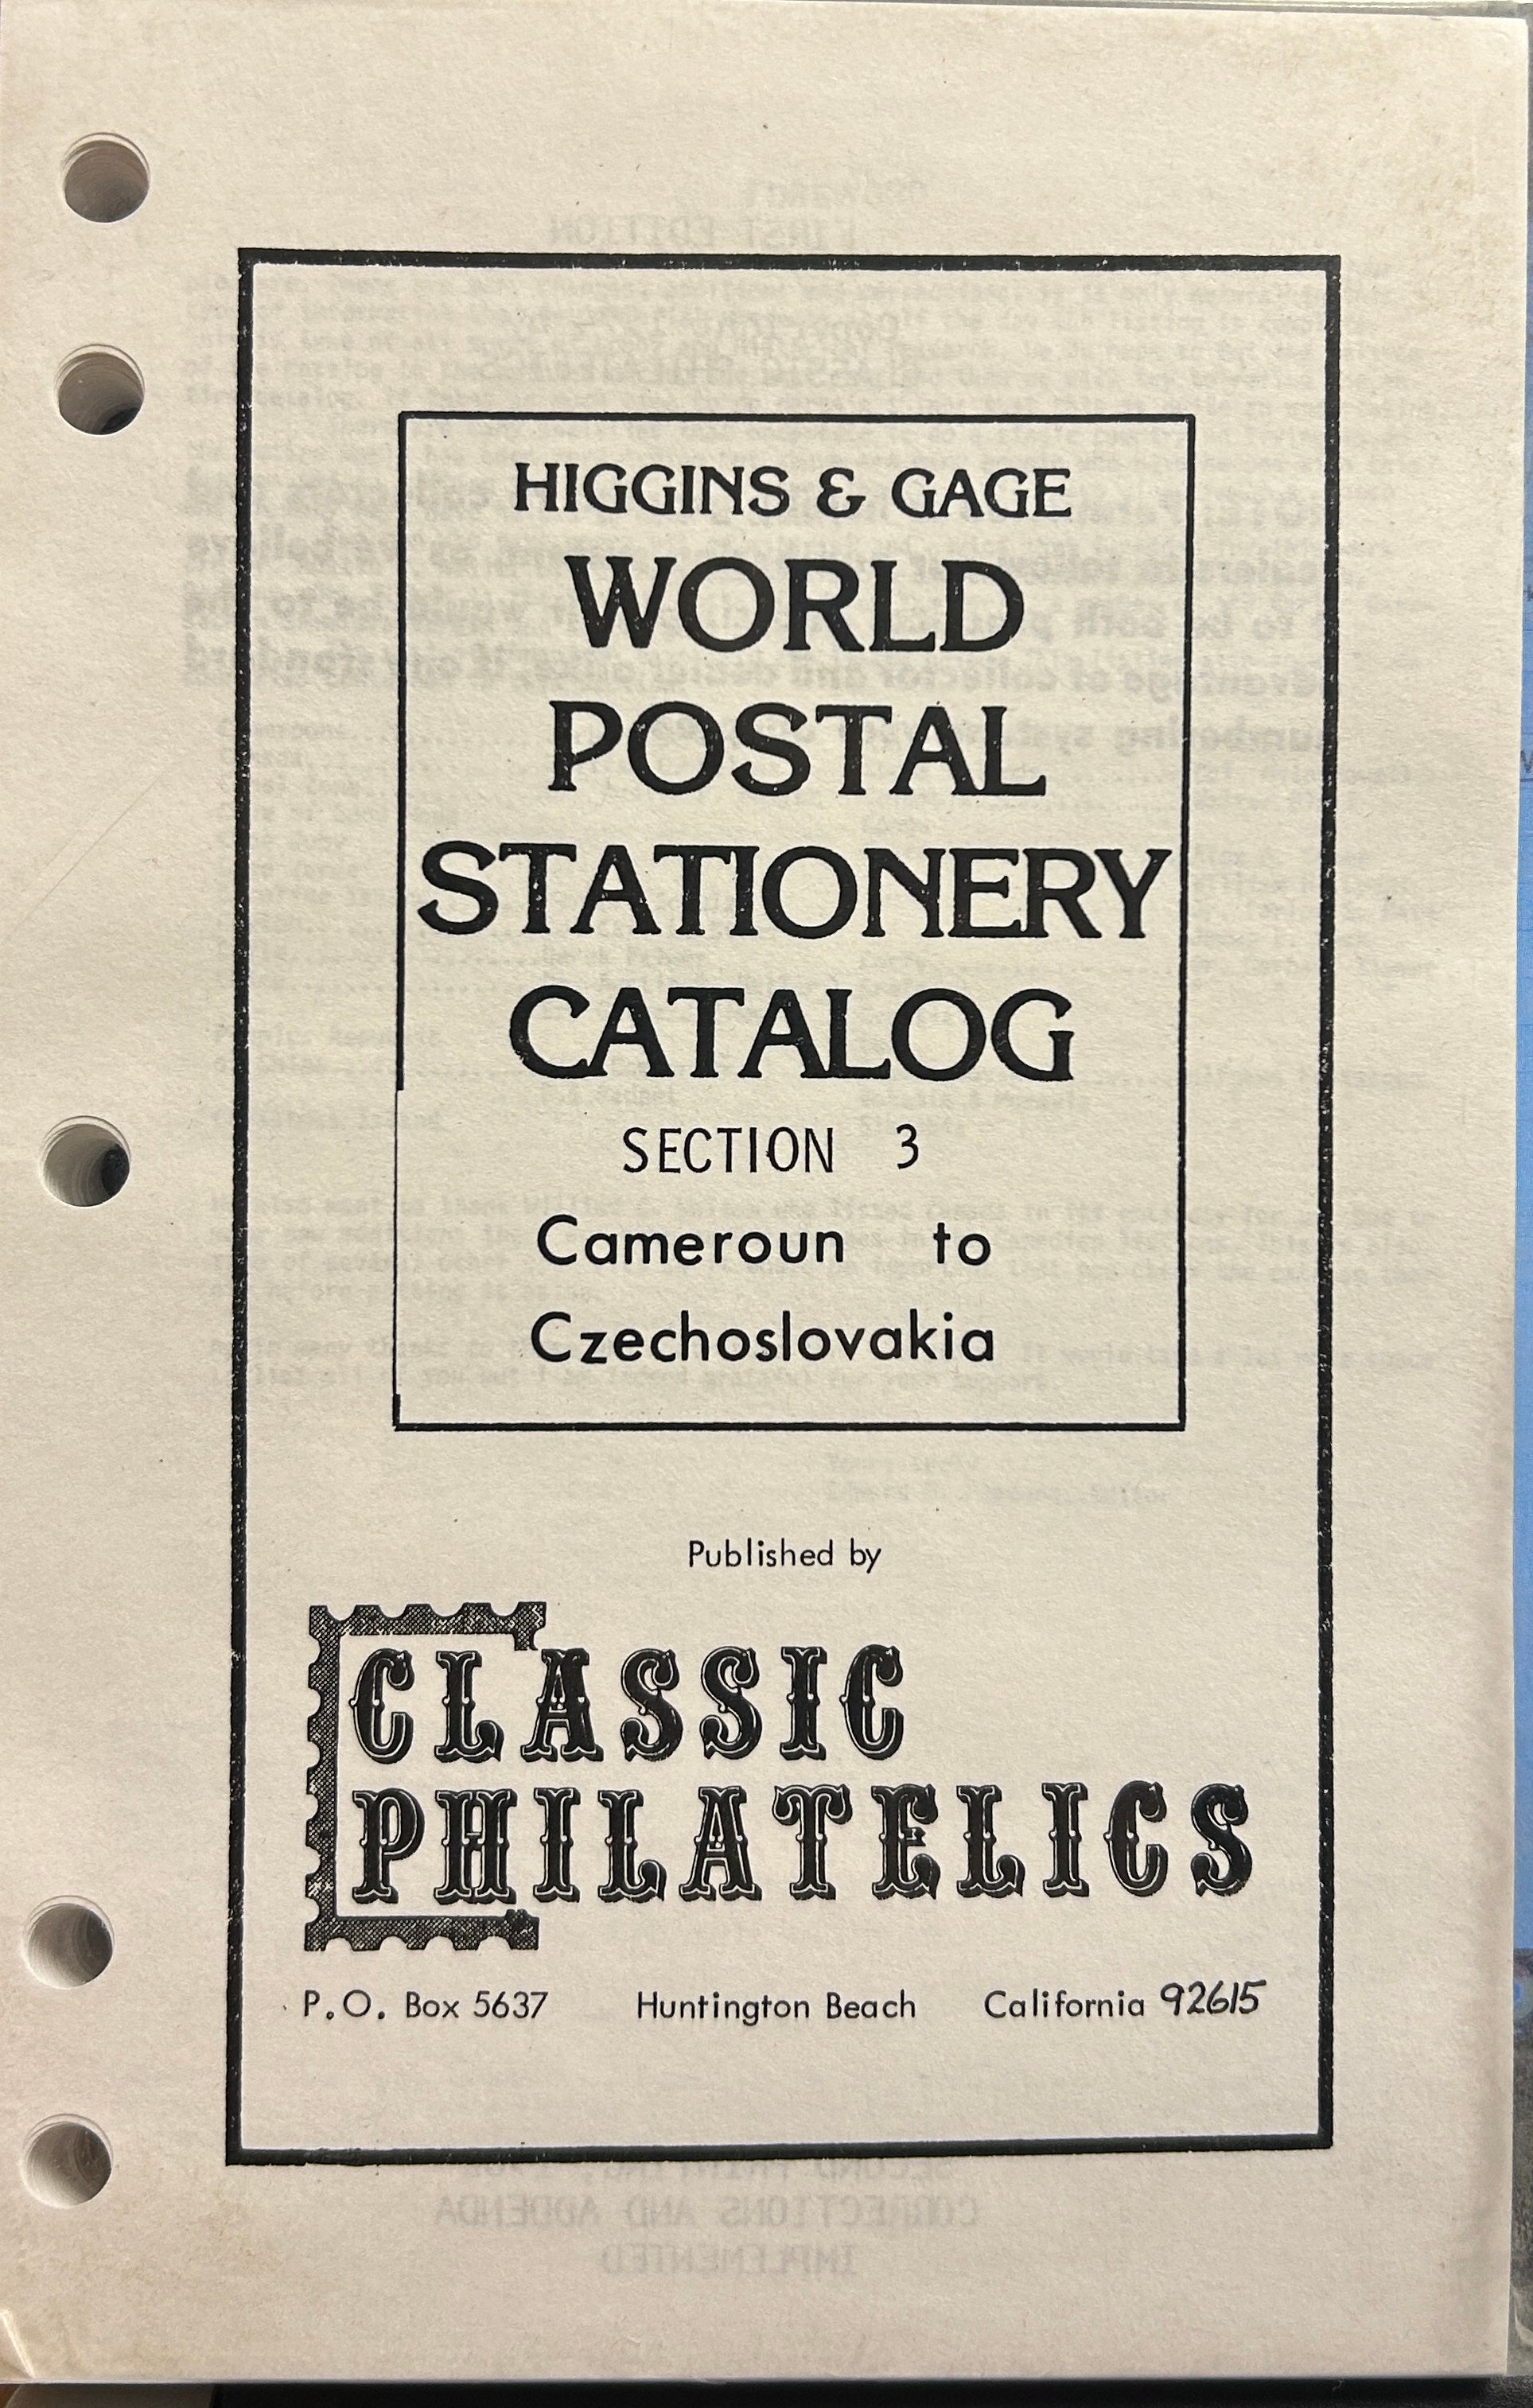 HIGGINS & GAGE
WORLD
POSTAL
STATIONERY
CATALOG
SECTION 3
Cameroun to
Czechoslovakia
Published by
CLASSIC
PHILATELICS
P.O. Box 5637 Huntington Beach California 92615